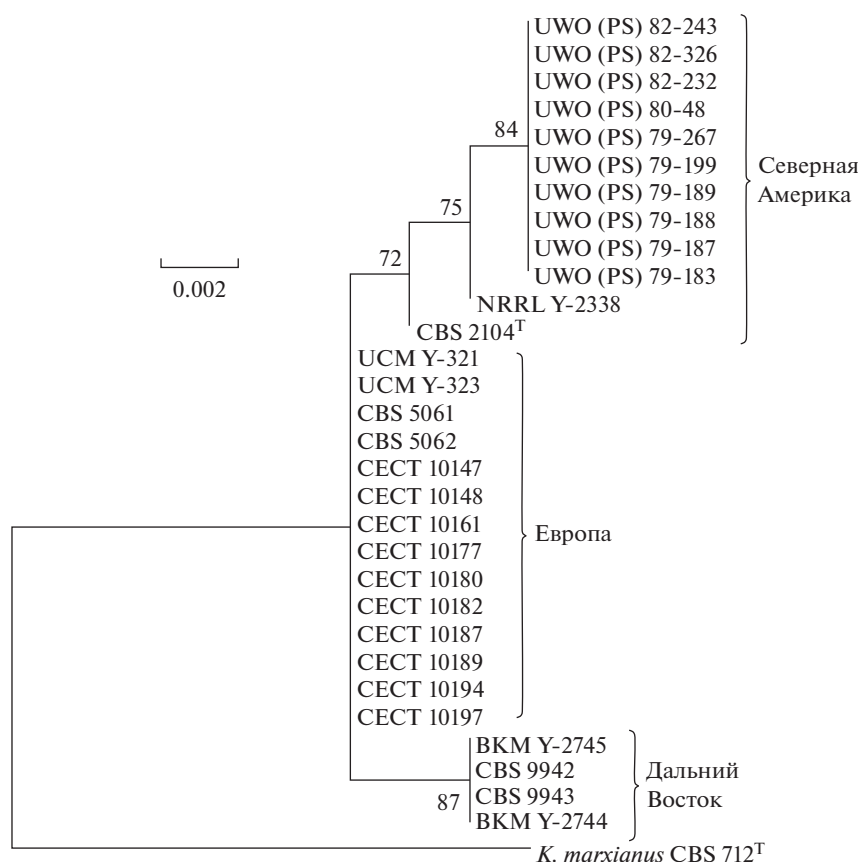 UWO (PS) 82-243
UWO (PS) 82-326
UWO (PS) 82-232
UWO (PS) 80-48
84
UWO (PS) 79-267
UWO (PS) 79-199
Северная
Америка
UWO (PS) 79-189
75
UWO (PS) 79-188
UWO (PS) 79-187
72
UWO (PS) 79-183
0.002
NRRL Y-2338
CBS 2104ᵀ
UCM Y-321
UCM Y-323
CBS 5061
CBS 5062
CECT 10147
CECT 10148
CECT 10161
Европа
CECT 10177
CECT 10180
CECT 10182
CECT 10187
CECT 10189
CECT 10194
CECT 10197
ВКМ Y-2745
CBS 9942
Дальний
Восток
CBS 9943
87
ВКМ Y-2744
K. marxianus CBS 712ᵀ